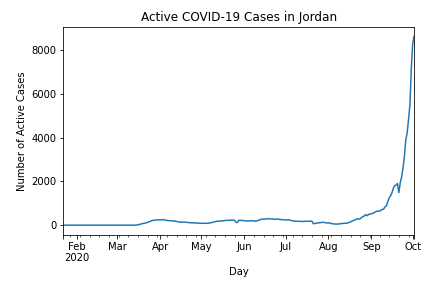 Active COVID-19 Cases in Jordan
Number of Active Cases
8000
6000
4000
2000
0
Feb Mar Apr May Jun Jul Aug Sep Oct
2020
Day